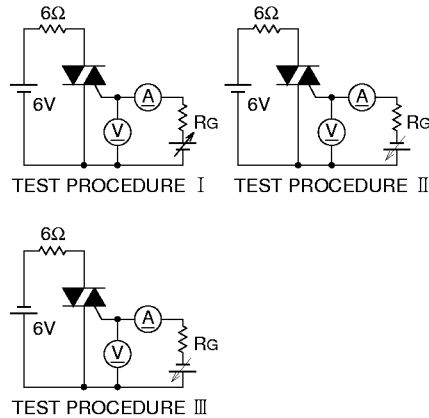 6Ω
6V
A
V
RG
TEST PROCEDURE Ⅰ
6Ω
6V
A
V
RG
TEST PROCEDURE Ⅱ
6Ω
6V
A
V
RG
TEST PROCEDURE Ⅲ